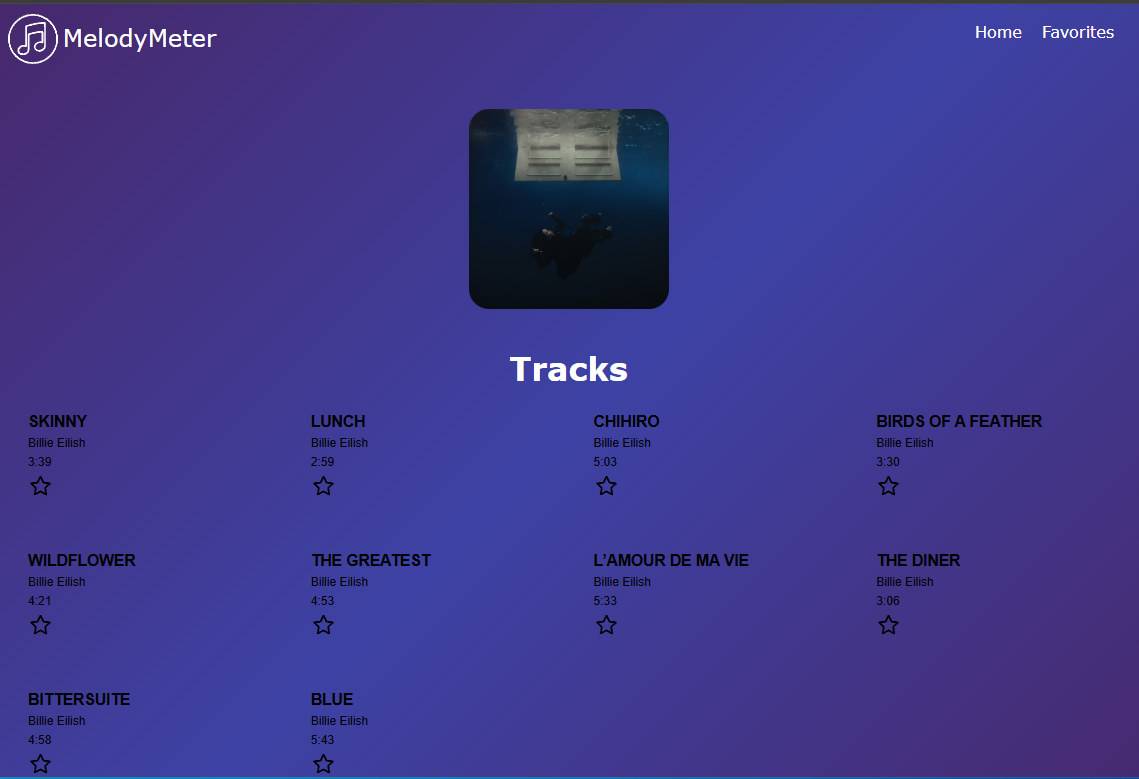 MelodyMeter
Home Favorites
Tracks
SKINNY
Billie Eilish
3:39
LUNCH
Billie Eilish
2:59
CHIHIRO
Billie Eilish
5:03
BIRDS OF A FEATHER
Billie Eilish
3:30
WILDFLOWER
Billie Eilish
4:21
THE GREATEST
Billie Eilish
4:53
L’AMOUR DE MA VIE
Billie Eilish
5:33
THE DINER
Billie Eilish
3:06
BITTERSUITE
Billie Eilish
4:58
BLUE
Billie Eilish
5:43